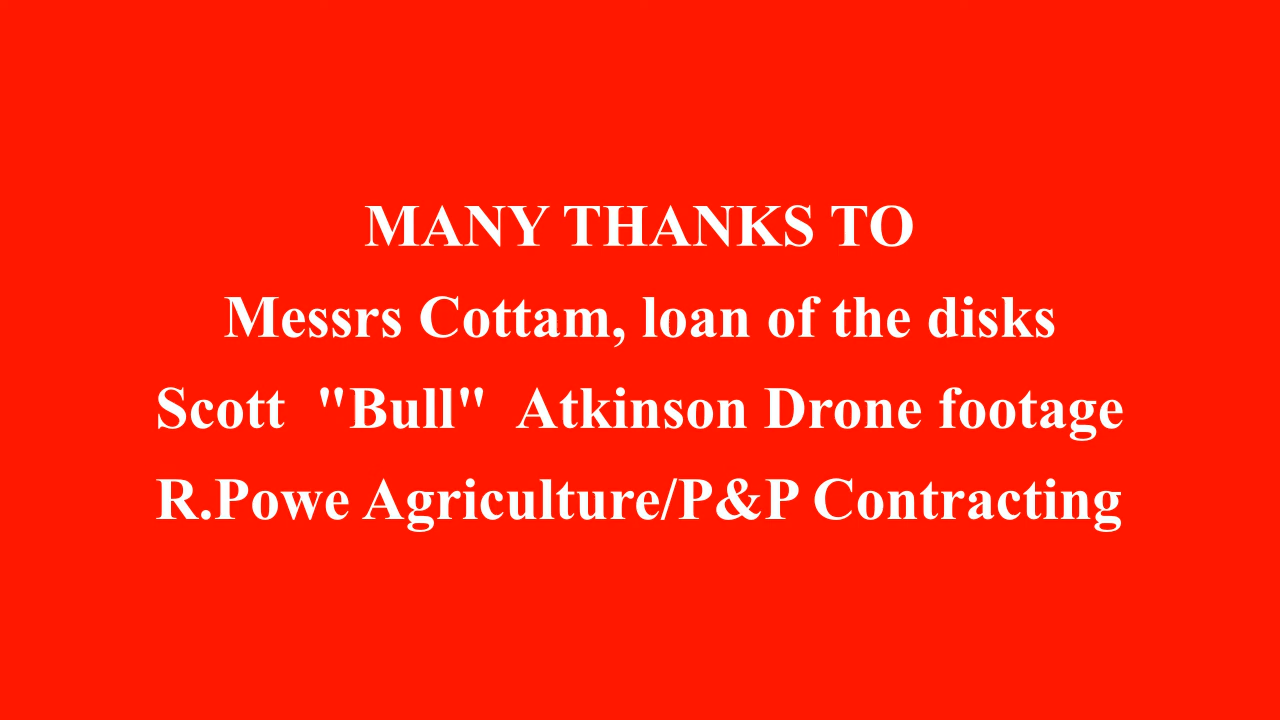 MANY THANKS TO
Messrs Cottam, loan of the disks
Scott  "Bull"  Atkinson Drone footage
R.Powe Agriculture/P&P Contracting